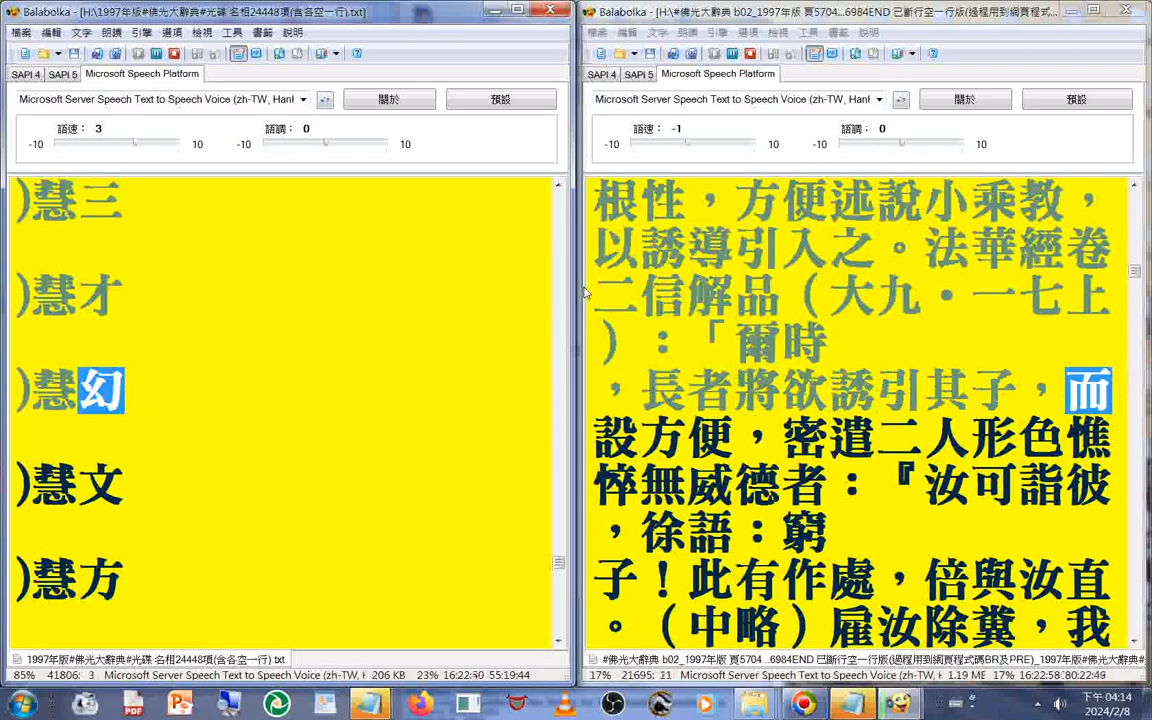 Balabolka - [H:\1997年版#佛光大辭典#光碟 名相24448項(含各空一行).txt]
檔案 編輯 文字 朗讀 引擎 選項 檢視 工具 書籤 說明
SAPI 4 SAPI 5 Microsoft Speech Platform
Microsoft Server Speech Text to Speech Voice (zh-TW, Hanl
關於
預設
語速： 3
語調： 0
-10 10 -10 10
)慧三
)慧才
)慧幻
)慧文
)慧方
1997年版#佛光大辭典#光碟 名相24448項(含各空一行).txt
85% 41806: 3 Microsoft Server Speech Text to Speech Voice (zh-TW, 206 KB 23% 16:22:50 55:19:44
Balabolka - [H:\#佛光大辭典 b02_1997年版 頁5704...6984END 已斷行空一行版(過程用到網頁程式...
檔案 編輯 文字 朗讀 引擎 選項 檢視 工具 書籤 說明
SAPI 4 SAPI 5 Microsoft Speech Platform
Microsoft Server Speech Text to Speech Voice (zh-TW, Hanl
關於
預設
語速： -1
語調： 0
-10 10 -10 10
根性，方便述說小乘教，
以誘導引入之。法華經卷
二信解品（大九・一七上
）：「爾時
，長者將欲誘引其子，而
設方便，密遣二人形色憔
悴無威德者：『汝可詣彼
，徐語：窮
子！此有作處，倍與汝直
。（中略）雇汝除糞，我
#佛光大辭典 b02_1997年版 頁5704...6984END 已斷行空一行版(過程用到網頁程式碼BR及PRE)_1997年版#
17% 21695: 11 Microsoft Server Speech Text to Speech Voice (zh-TW, 1.19 ME 17% 16:22:58 80:22:49
下午 04:14
2024/2/8